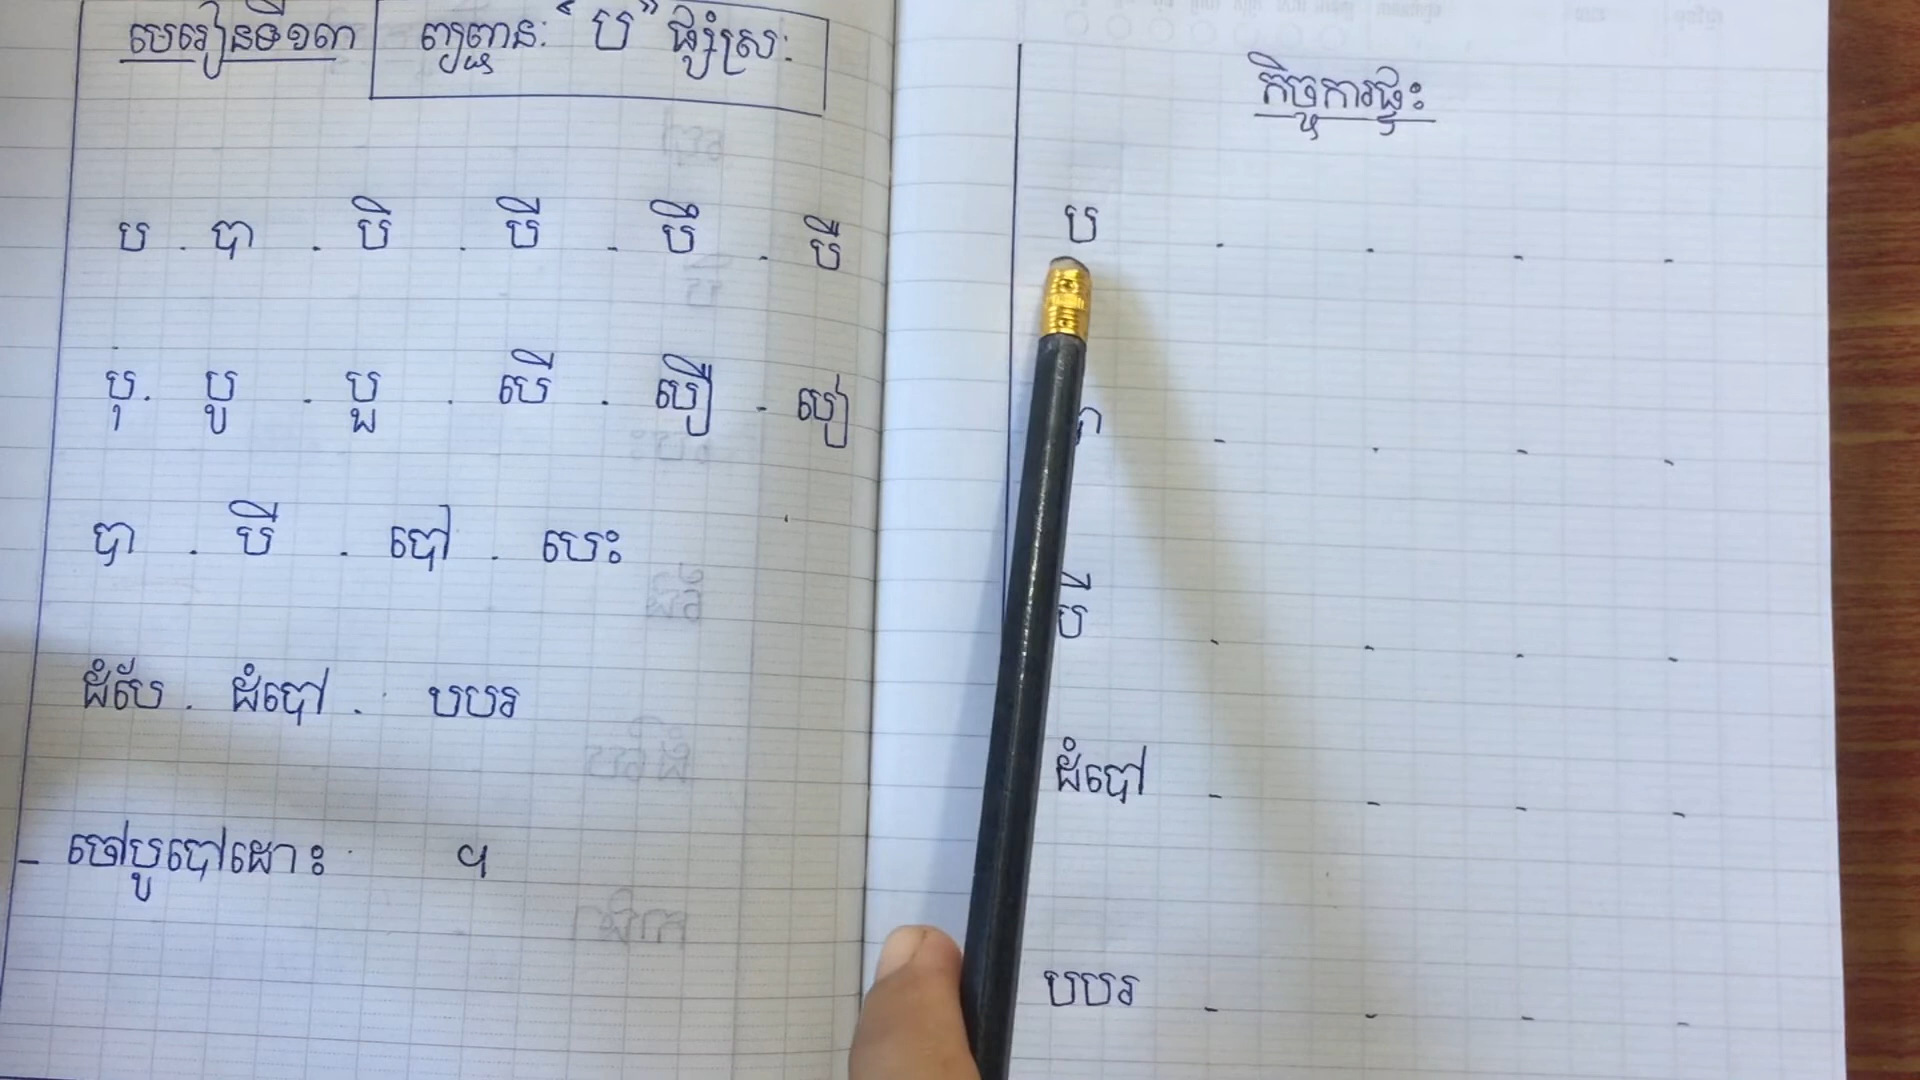 មេរៀនទី១៣ ព្យញ្ជនៈ "ប" ផ្សំស្រៈ
ប . បា . បិ . បី . បឹ . បឺ
បុ . បូ . បួ . បើ . បឿ . បៀ
បា . បី . បៅ . បេះ
ដំបែ . ដំបៅ . បបរ
- ចៅបូបៅដោះ ។
កិច្ចការផ្ទះ
ប . . . .
- . . .
បី . . . .
ដំបៅ - - - -
បបរ - - - -